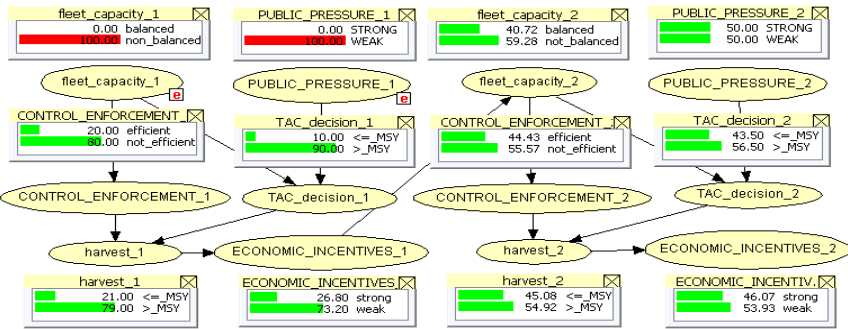 fleet_capacity_1
0.00 balanced
100.00 non_balanced
PUBLIC_PRESSURE_1
0.00 STRONG
100.00 WEAK
fleet_capacity_2
40.72 balanced
59.28 not_balanced
PUBLIC_PRESSURE_2
50.00 STRONG
50.00 WEAK
fleet_capacity_1
e
PUBLIC_PRESSURE_1
e
fleet_capacity_2
PUBLIC_PRESSURE_2
CONTROL_ENFORCEMENT
20.00 efficient
80.00 not_efficient
TAC_decision_1
10.00 <=_MSY
90.00 >_MSY
CONTROL_ENFORCEMENT
44.43 efficient
55.57 not_efficient
TAC_decision_2
43.50 <=_MSY
56.50 >_MSY
CONTROL_ENFORCEMENT_1
TAC_decision_1
CONTROL_ENFORCEMENT_2
TAC_decision_2
harvest_1
ECONOMIC_INCENTIVES_1
harvest_2
ECONOMIC_INCENTIVES_2
harvest_1
21.00 <=_MSY
79.00 >_MSY
ECONOMIC_INCENTIVES
26.80 strong
73.20 weak
harvest_2
45.08 <=_MSY
54.92 >_MSY
ECONOMIC_INCENTIV...
46.07 strong
53.93 weak